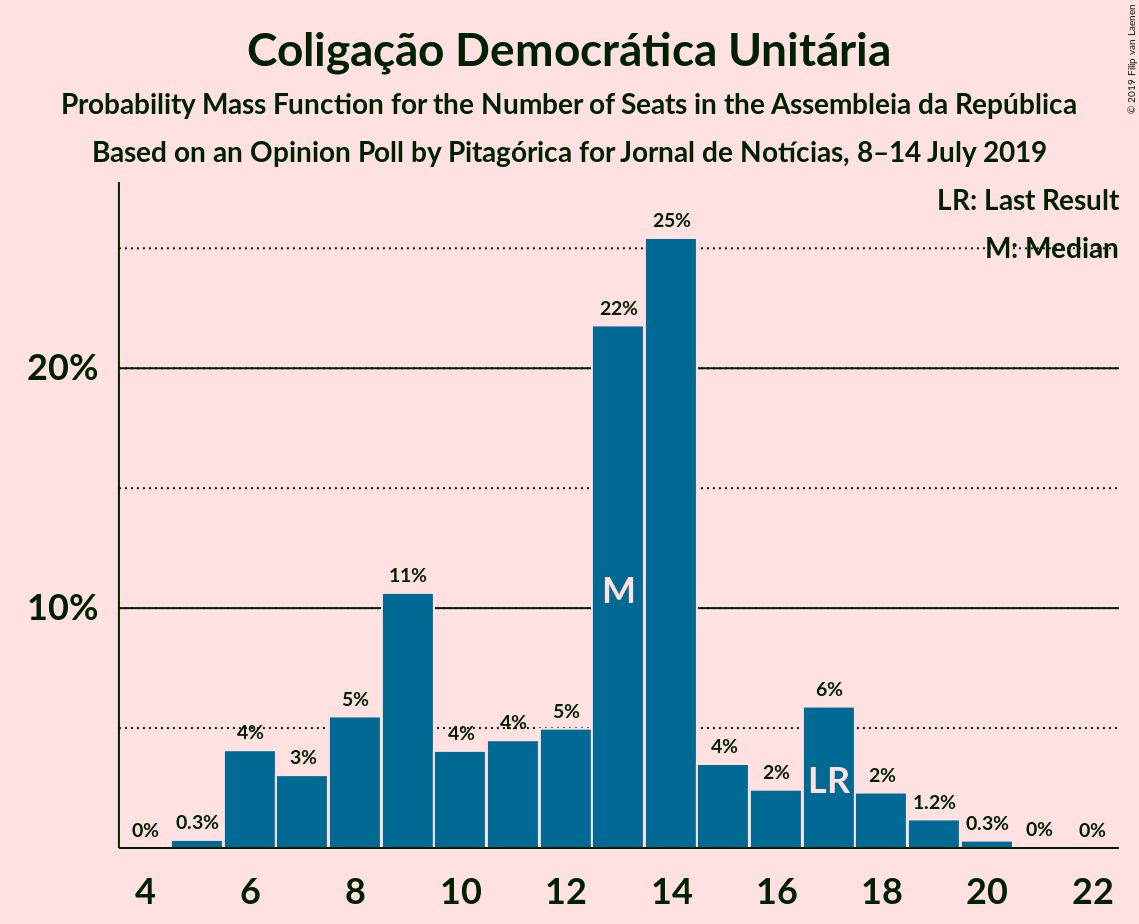 Coligação Democrática Unitária
Probability Mass Function for the Number of Seats in the Assembleia da República
Based on an Opinion Poll by Pitagórica for Jornal de Notícias, 8–14 July 2019
© 2019 Filip van Laenen
LR: Last Result
M: Median
20%
10%
0%
0.3%
4%
3%
5%
11%
4%
4%
5%
22%
25%
4%
2%
6%
2%
1.2%
0.3%
0%
0%
M
LR
4 6 8 10 12 14 16 18 20 22